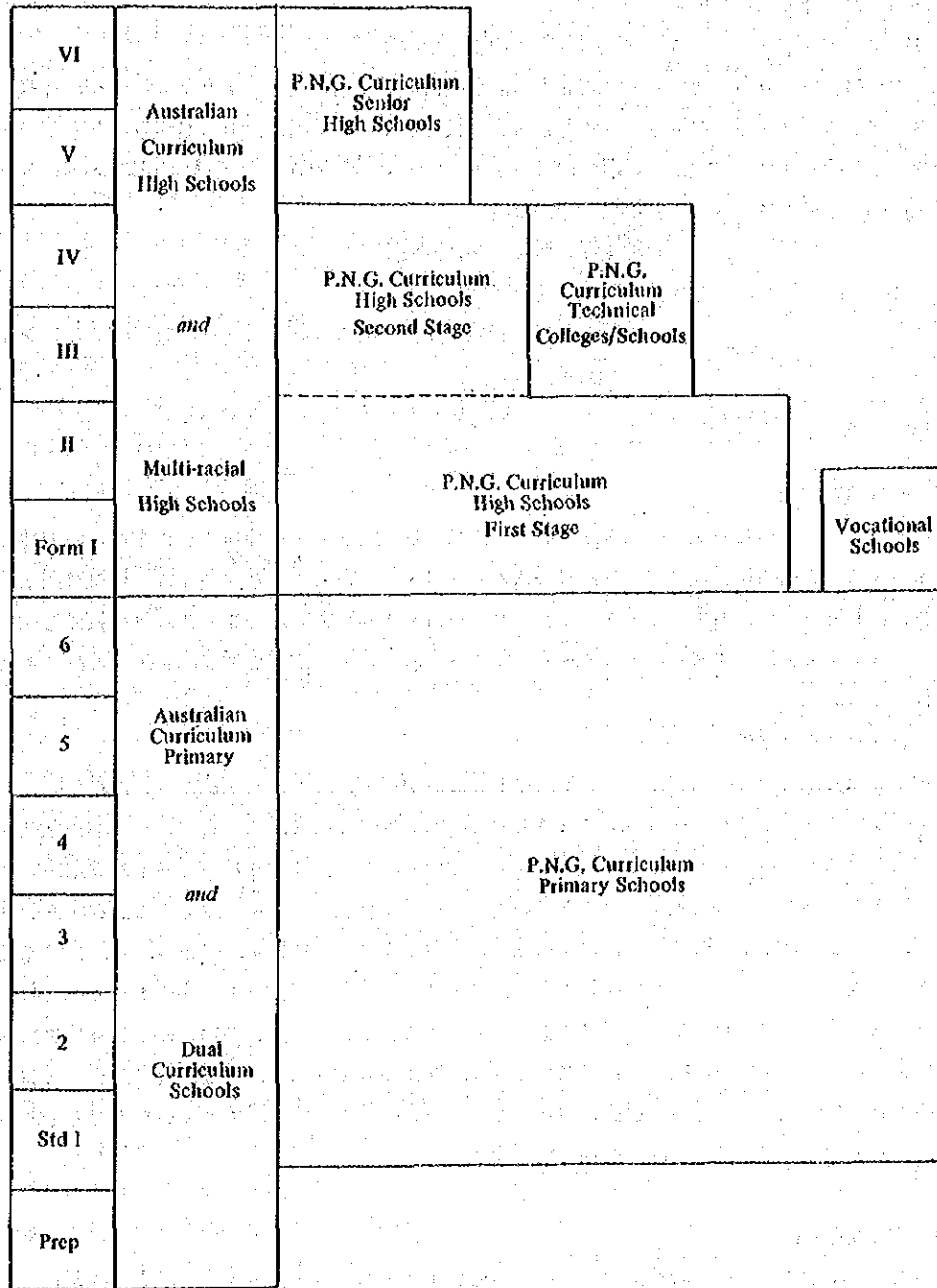 VI
V
IV
III
II
Form I
6
5
4
3
2
Std 1
Prep
Australian
Curriculum
High Schools
and
Multi-racial
High Schools
Australian
Curriculum
Primary
and
Dual
Curriculum
Schools
P.N.G. Curriculum
Senior
High Schools
P.N.G. Curriculum
High Schools
Second Stage
P.N.G.
Curriculum
Technical
Colleges/Schools
P.N.G. Curriculum
High Schools
First Stage
Vocational
Schools
P.N.G. Curriculum
Primary Schools